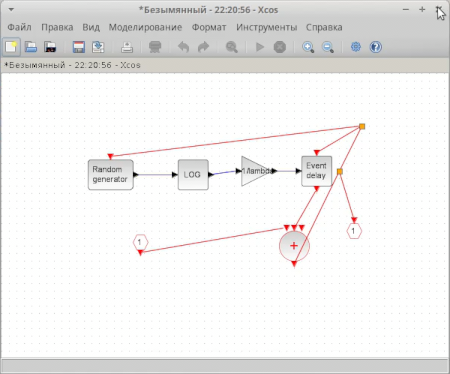 *Безымянный - 22:20:56 - Xcos
Файл Правка Вид Моделирование Формат Инструменты Справка
*Безымянный - 22:20:56 - Xcos
Random
generator
LOG
1/lambda
Event
delay
1
1